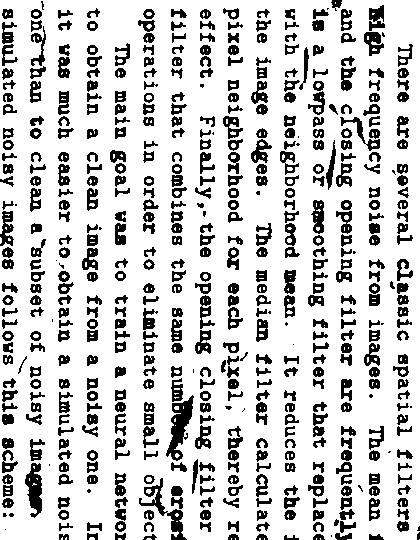 There are several classic spatial filters
high frequency noise from images. The mean
and the closing opening filter are frequently
is a lowpass or smoothing filter that replace
with the neighborhood mean. It reduces the
the image edges. The median filter calculate
pixel neighborhood for each pixel, thereby re
effect. Finally, the opening closing filter
filter that combines the same number of eros
operations in order to eliminate small object
The main goal was to train a neural networ
to obtain a clean image from a noisy one. In
it was much easier to obtain a simulated nois
one than to clean a subset of noisy images.
simulated noisy images follows this scheme: